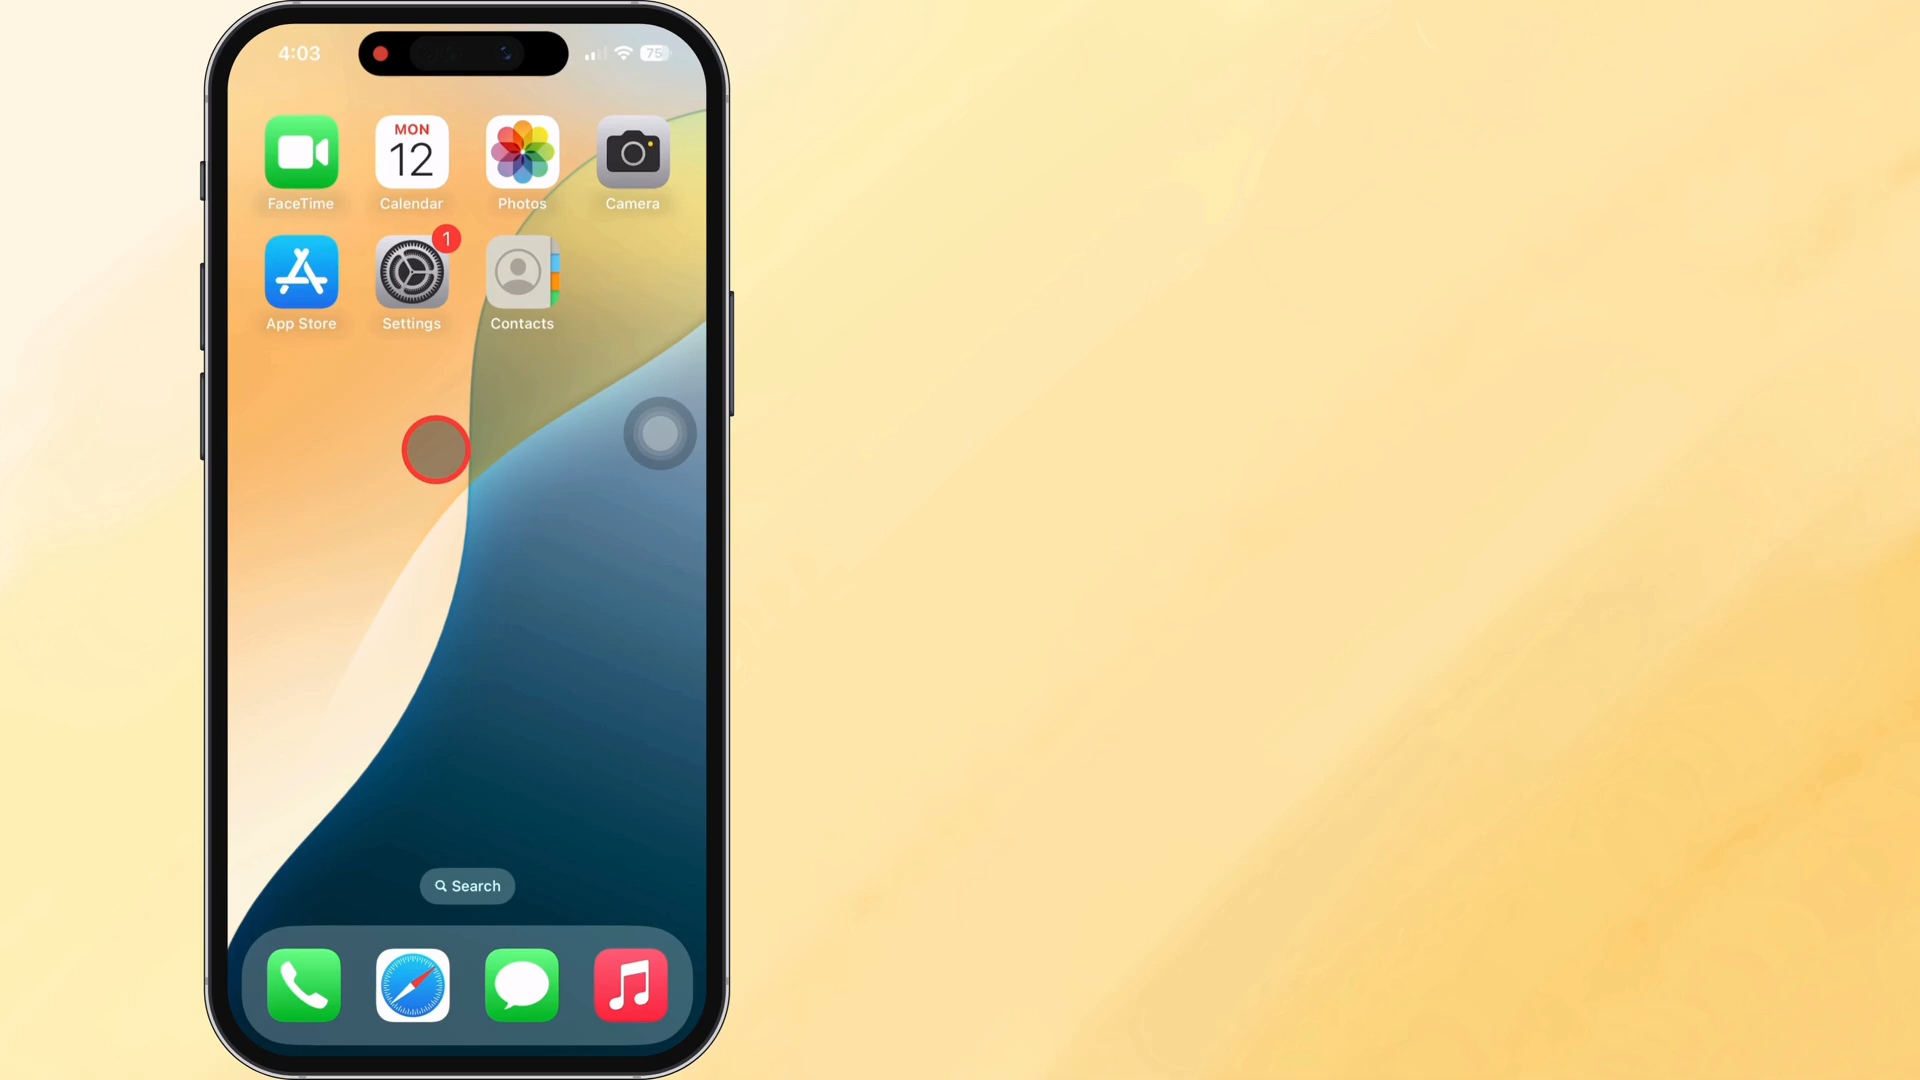 4:03
75
MON
12
FaceTime
Calendar
Photos
Camera
1
App Store
Settings
Contacts
Search